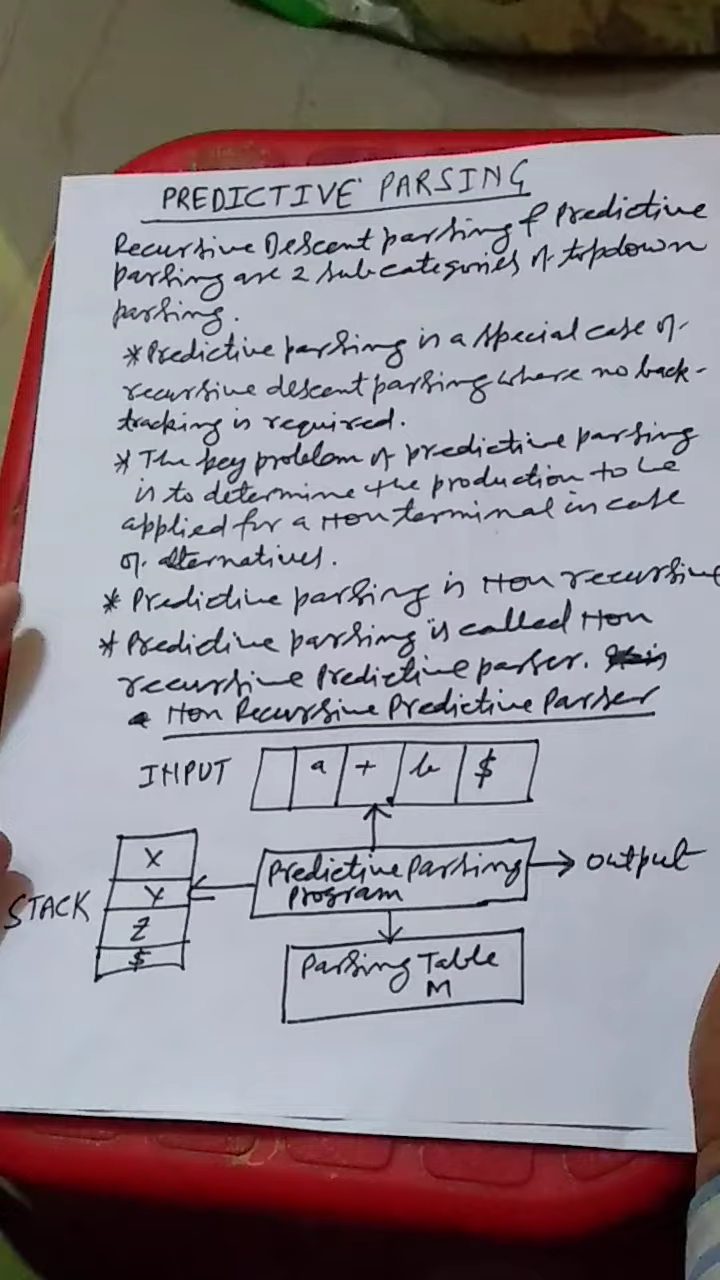 PREDICTIVE PARSING
Recursive Descent parsing & Predictive
parsing are 2 subcategories of topdown
parsing.
* Predictive parsing is a special case of
recursive descent parsing where no back-
tracking is required.
* The key problem of predictive parsing
is to determine the production to be
applied for a Non terminal in case
of alternatives.
* Predictive parsing is Non recursive
* Predictive parsing is called Non
recursive Predictive parser.
Non Recursive Predictive Parser
INPUT a + b $
X
Predictive Parsing → output
Program
STACK Y
Z
$
Parsing Table
M